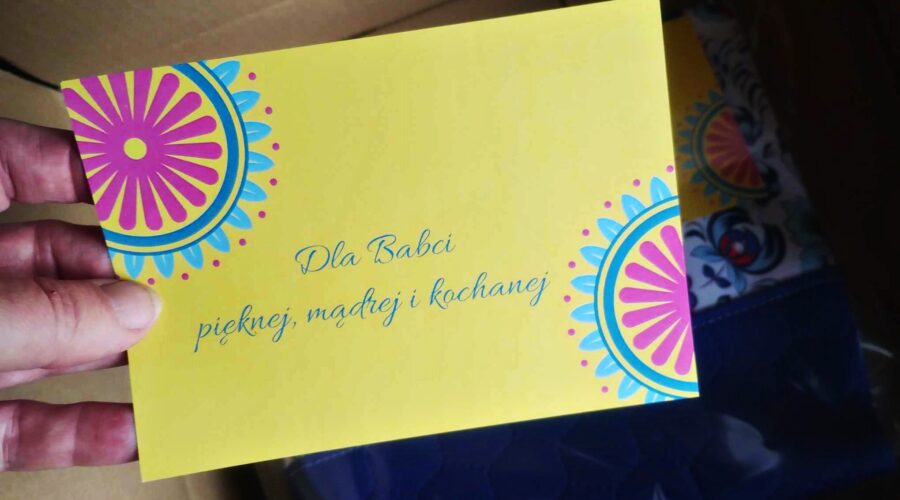 Dla Babci
pięknej, mądrej i kochanej